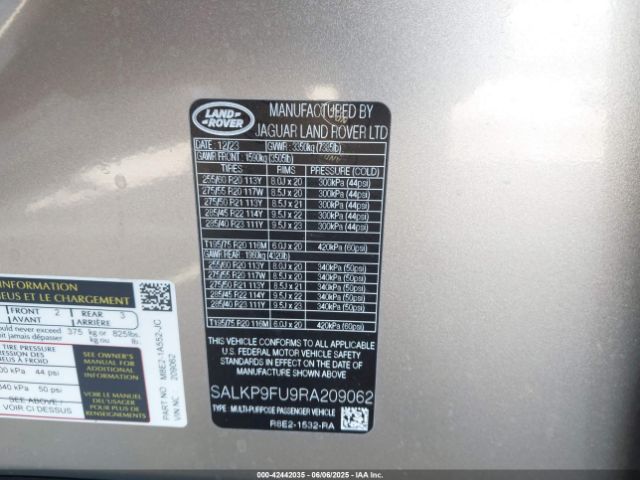 LAND ROVER
MANUFACTURED BY
JAGUAR LAND ROVER LTD
DATE: 12/23 GVWR: 3350kg (7385lb)
GAWR FRONT: 1590kg (3505lb)
TIRES RIMS PRESSURE (COLD)
255/60 R20 113Y 8.0J x 20 300kPa (44psi)
275/55 R20 117W 8.5J x 20 300kPa (44psi)
275/50 R21 113Y 8.5J x 21 300kPa (44psi)
285/45 R22 114Y 9.5J x 22 300kPa (44psi)
285/40 R23 111Y 9.5J x 23 300kPa (44psi)
T195/75 R20 116M 6.0J x 20 420kPa (60psi)
GAWR REAR: 1960kg (4320lb)
255/60 R20 113Y 8.0J x 20 340kPa (50psi)
275/55 R20 117W 8.5J x 20 340kPa (50psi)
275/50 R21 113Y 8.5J x 21 340kPa (50psi)
285/45 R22 114Y 9.5J x 22 340kPa (50psi)
285/40 R23 111Y 9.5J x 23 340kPa (50psi)
T195/75 R20 116M 6.0J x 20 420kPa (60psi)
THIS VEHICLE CONFORMS TO ALL APPLICABLE
U.S. FEDERAL MOTOR VEHICLE SAFETY
STANDARDS IN EFFECT ON THE DATE OF
MANUFACTURE SHOWN ABOVE
SALKP9FU9RA209062
TYPE: MULTI-PURPOSE PASSENGER VEHICLE
R8E2-1532-RA
INFORMATION
EUS ET LE CHARGEMENT
FRONT 2 REAR 3
AVANT ARRIÈRE
ould never exceed 375 kg or 825lbs.
kg ou lb.
TIRE PRESSURE
ESSION DES
À FROID
00 kPa 44 psi
340 kPa 50 psi
SEE ABOVE /
VOIR CI DESSUS
SEE OWNER'S
MANUAL FOR
ADDITIONAL
INFORMATION
VOIR LE MANUEL
DE L'USAGER
POUR PLUS DE
RENSEIGNEMENTS
PART NO M8E2-1A552-JC
VIN NC 209062
000-42442035 - 06/06/2025 - IAAI, Inc.